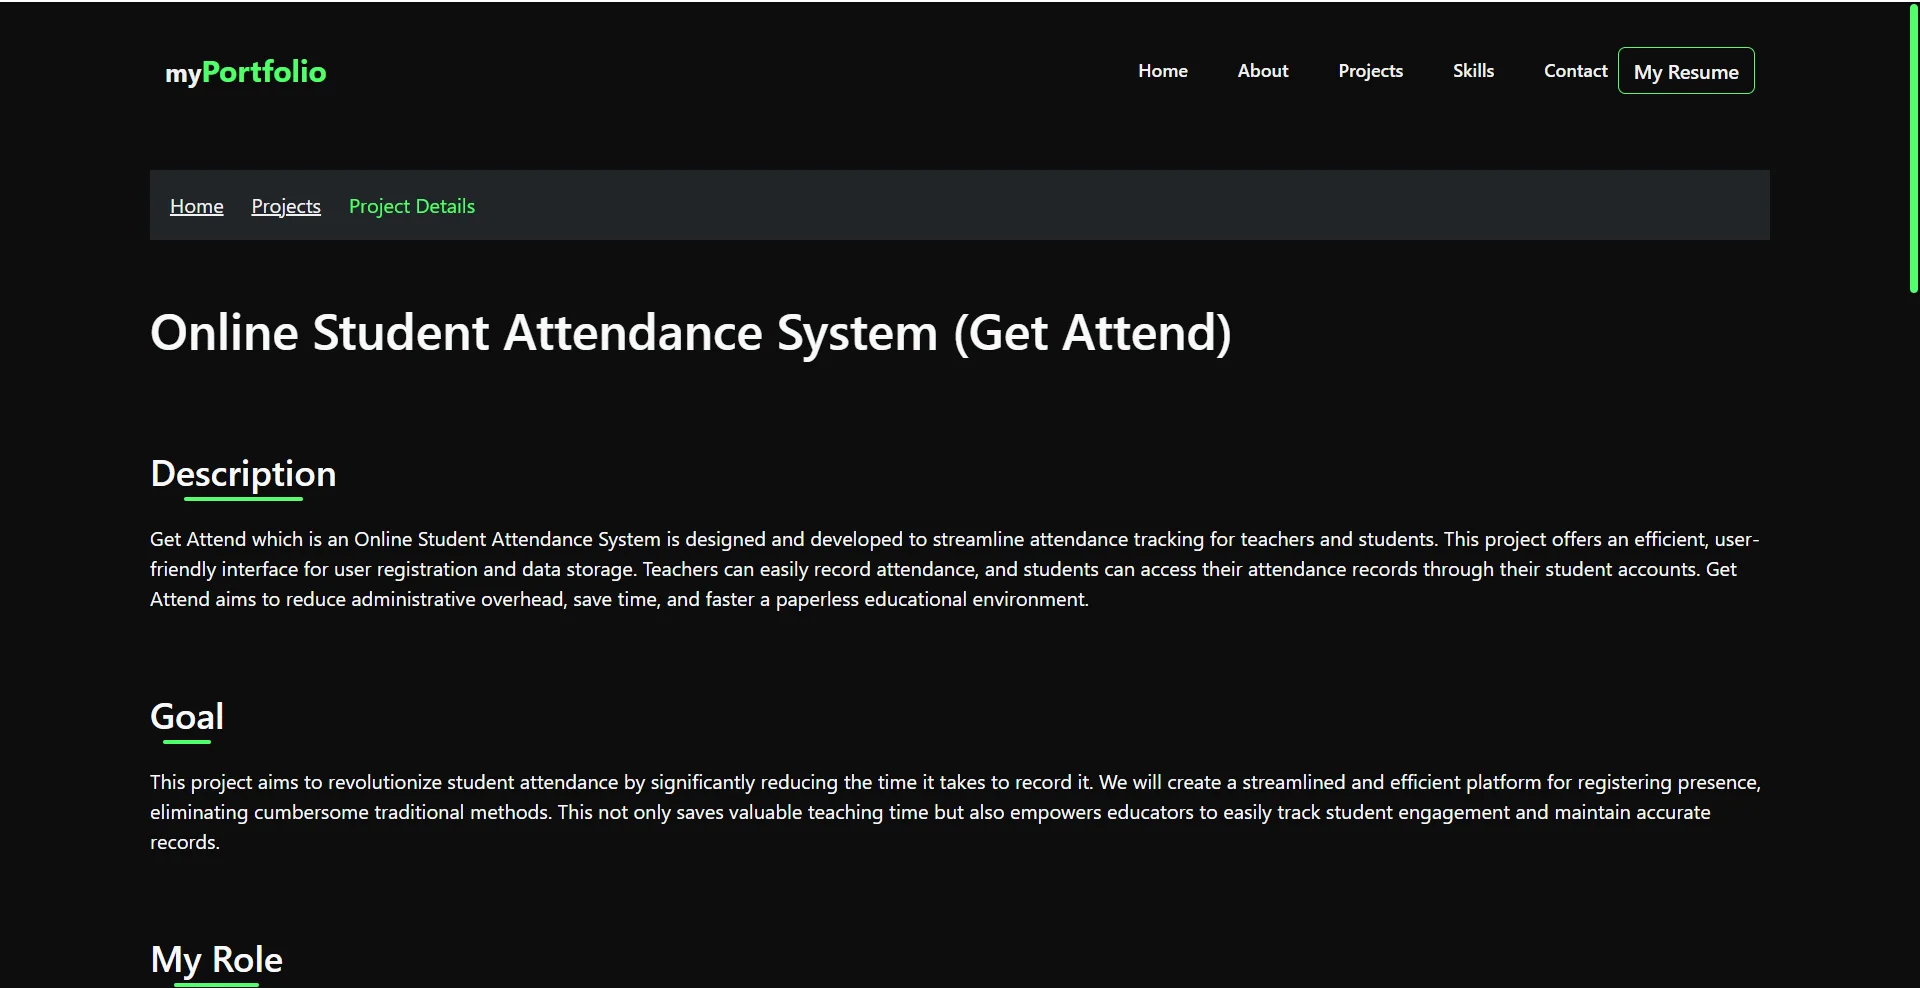 myPortfolio
Home About Projects Skills Contact My Resume
Home Projects Project Details
Online Student Attendance System (Get Attend)
Description
Get Attend which is an Online Student Attendance System is designed and developed to streamline attendance tracking for teachers and students. This project offers an efficient, user-
friendly interface for user registration and data storage. Teachers can easily record attendance, and students can access their attendance records through their student accounts. Get
Attend aims to reduce administrative overhead, save time, and faster a paperless educational environment.
Goal
This project aims to revolutionize student attendance by significantly reducing the time it takes to record it. We will create a streamlined and efficient platform for registering presence,
eliminating cumbersome traditional methods. This not only saves valuable teaching time but also empowers educators to easily track student engagement and maintain accurate
records.
My Role